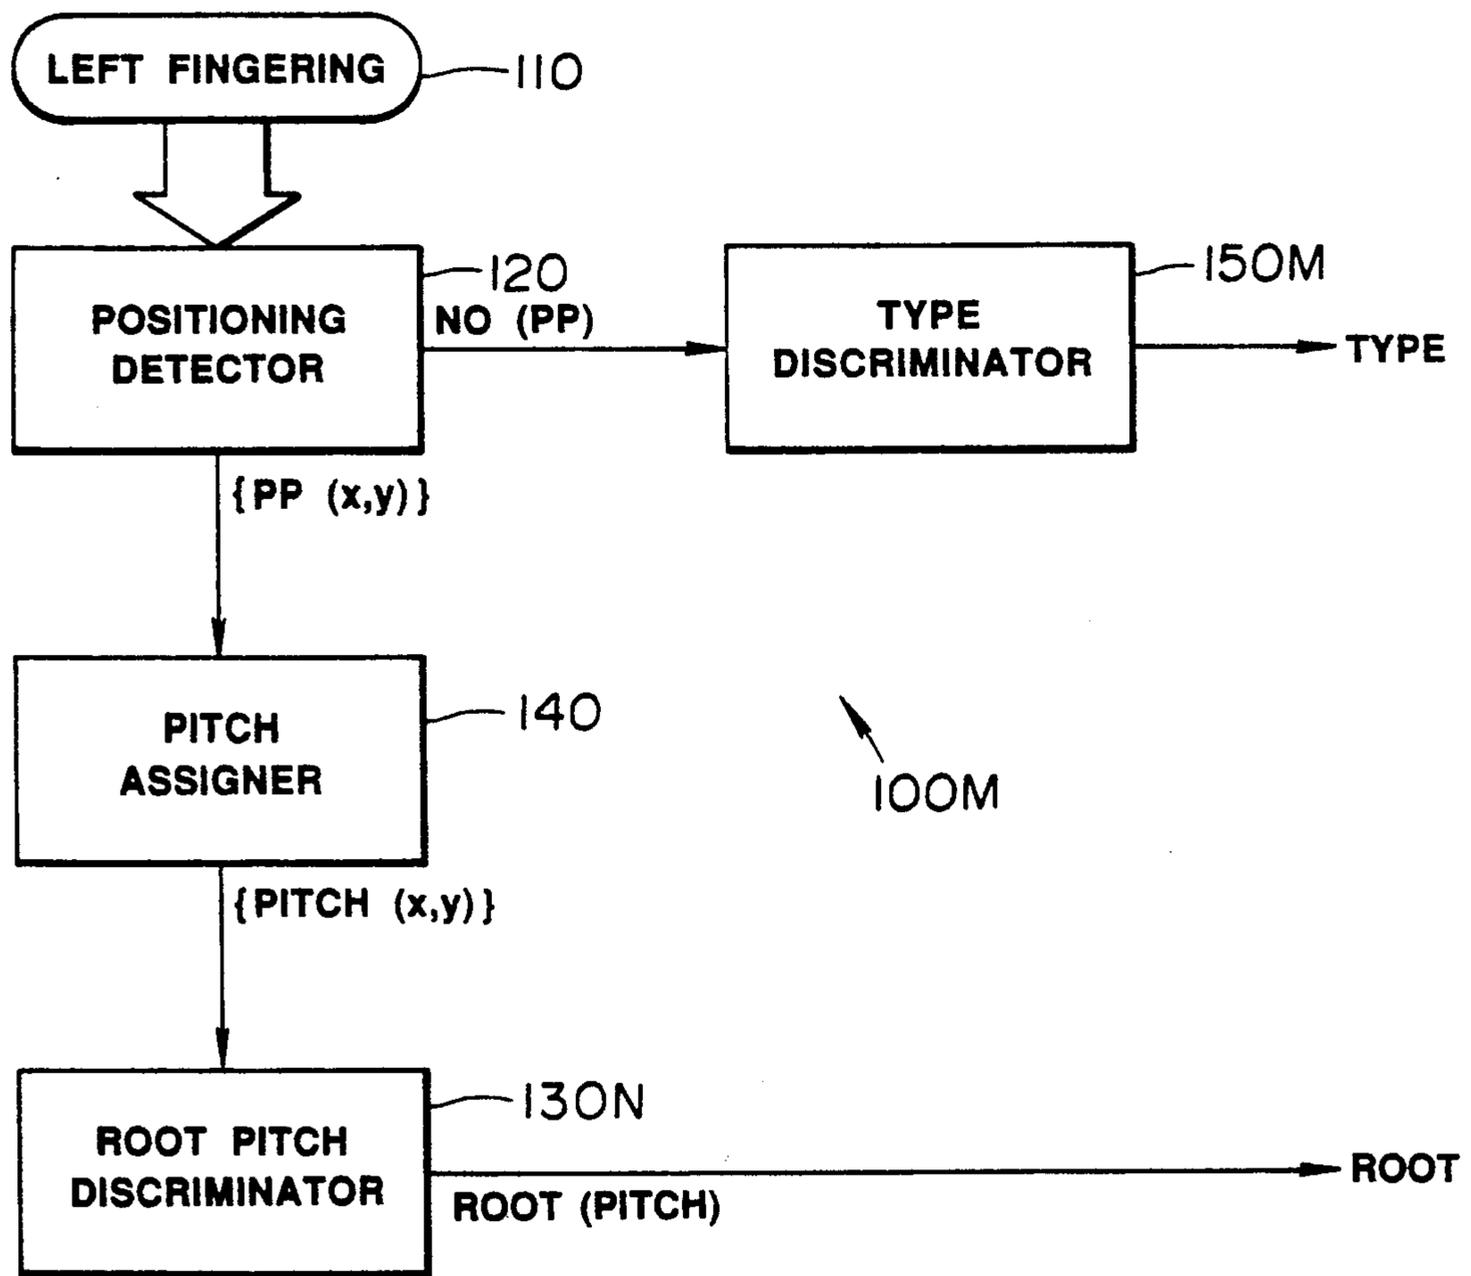 LEFT FINGERING
110
POSITIONING
DETECTOR
120
NO (PP)
TYPE
DISCRIMINATOR
150M
TYPE
{PP (x,y)}
PITCH
ASSIGNER
140
100M
{PITCH (x,y)}
ROOT PITCH
DISCRIMINATOR
130N
ROOT (PITCH)
ROOT